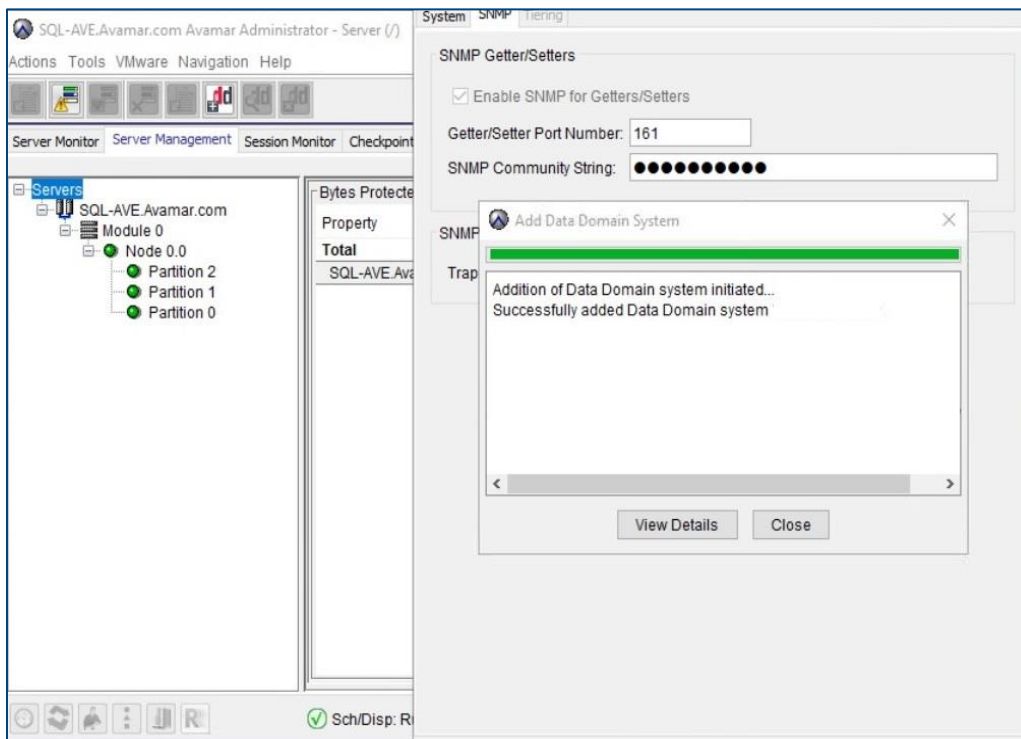 SQL-AVE.Avamar.com Avamar Administrator - Server (/)
Actions Tools VMware Navigation Help
Server Monitor Server Management Session Monitor Checkpoint
Servers
SQL-AVE.Avamar.com
Module 0
Node 0.0
Partition 2
Partition 1
Partition 0
Bytes Protecte
Property
Total
SQL-AVE.Ava
Sch/Disp: R
System SNMP Tiering
SNMP Getter/Setters
Enable SNMP for Getters/Setters
Getter/Setter Port Number: 161
SNMP Community String: ●●●●●●●●●●
SNMP
Trap
Add Data Domain System
Addition of Data Domain system initiated...
Successfully added Data Domain system
View Details Close